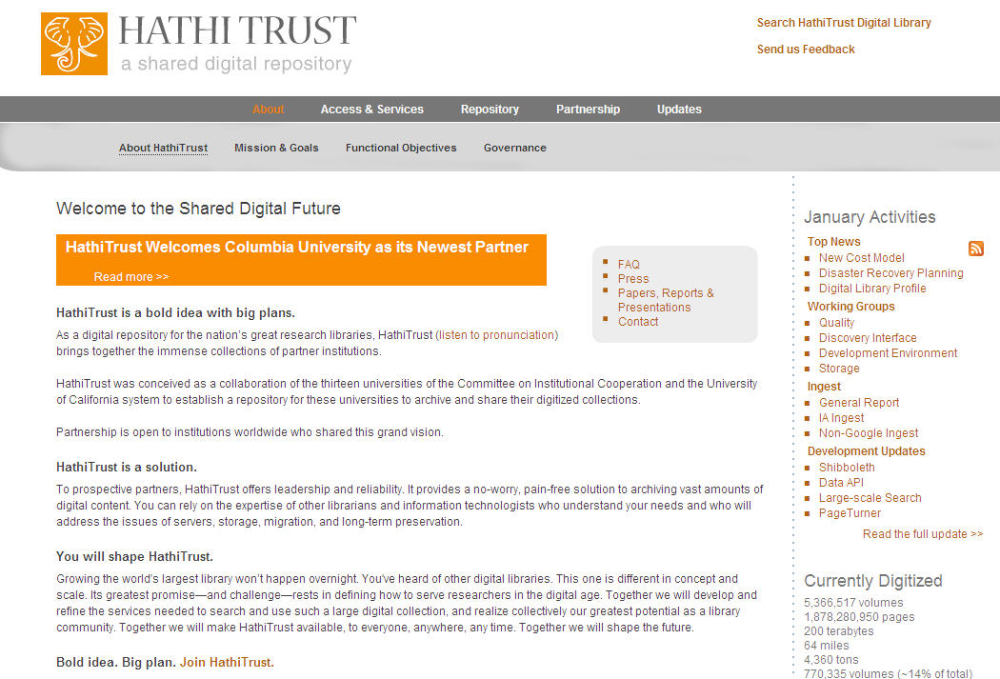 HATHI TRUST
a shared digital repository
Search HathiTrust Digital Library
Send us Feedback
About Access & Services Repository Partnership Updates
About HathiTrust Mission & Goals Functional Objectives Governance
Welcome to the Shared Digital Future
HathiTrust Welcomes Columbia University as its Newest Partner
Read more >>
FAQ
Press
Papers, Reports &
Presentations
Contact
HathiTrust is a bold idea with big plans.
As a digital repository for the nation's great research libraries, HathiTrust (listen to pronunciation)
brings together the immense collections of partner institutions.
HathiTrust was conceived as a collaboration of the thirteen universities of the Committee on Institutional Cooperation and the University
of California system to establish a repository for these universities to archive and share their digitized collections.
Partnership is open to institutions worldwide who shared this grand vision.
HathiTrust is a solution.
To prospective partners, HathiTrust offers leadership and reliability. It provides a no-worry, pain-free solution to archiving vast amounts of
digital content. You can rely on the expertise of other librarians and information technologists who understand your needs and who will
address the issues of servers, storage, migration, and long-term preservation.
You will shape HathiTrust.
Growing the world's largest library won't happen overnight. You've heard of other digital libraries. This one is different in concept and
scale. Its greatest promise—and challenge—rests in defining how to serve researchers in the digital age. Together we will develop and
refine the services needed to search and use such a large digital collection, and realize collectively our greatest potential as a library
community. Together we will make HathiTrust available, to everyone, anywhere, any time. Together we will shape the future.
Bold idea. Big plan. Join HathiTrust.
January Activities
Top News
New Cost Model
Disaster Recovery Planning
Digital Library Profile
Working Groups
Quality
Discovery Interface
Development Environment
Storage
Ingest
General Report
IA Ingest
Non-Google Ingest
Development Updates
Shibboleth
Data API
Large-scale Search
PageTurner
Read the full update >>
Currently Digitized
5,366,517 volumes
1,878,280,950 pages
200 terabytes
64 miles
4,360 tons
770,335 volumes (~14% of total)